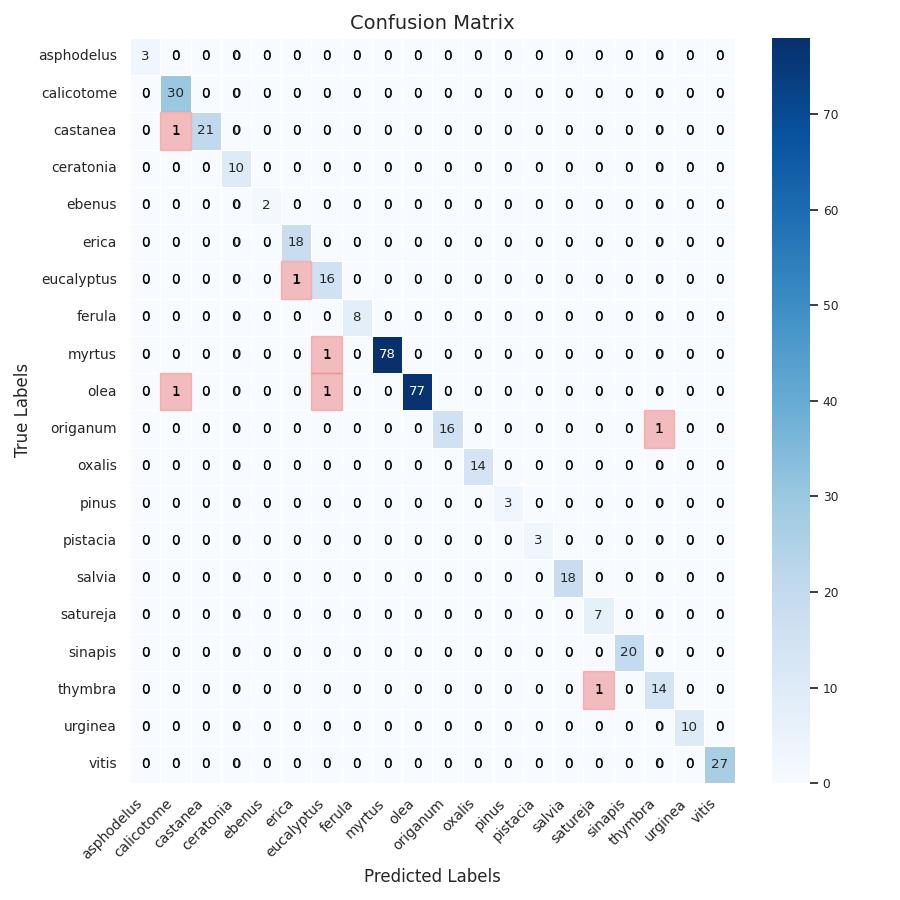 Confusion Matrix
asphodelus 3 0 0 0 0 0 0 0 0 0 0 0 0 0 0 0 0 0 0 0
calicotome 0 30 0 0 0 0 0 0 0 0 0 0 0 0 0 0 0 0 0 0
castanea 0 1 21 0 0 0 0 0 0 0 0 0 0 0 0 0 0 0 0 0
ceratonia 0 0 0 10 0 0 0 0 0 0 0 0 0 0 0 0 0 0 0 0
ebenus 0 0 0 0 2 0 0 0 0 0 0 0 0 0 0 0 0 0 0 0
erica 0 0 0 0 0 18 0 0 0 0 0 0 0 0 0 0 0 0 0 0
eucalyptus 0 0 0 0 0 1 16 0 0 0 0 0 0 0 0 0 0 0 0 0
ferula 0 0 0 0 0 0 0 8 0 0 0 0 0 0 0 0 0 0 0 0
myrtus 0 0 0 0 0 0 1 0 78 0 0 0 0 0 0 0 0 0 0 0
olea 0 1 0 0 0 0 1 0 0 77 0 0 0 0 0 0 0 0 0 0
origanum 0 0 0 0 0 0 0 0 0 0 16 0 0 0 0 0 0 1 0 0
oxalis 0 0 0 0 0 0 0 0 0 0 0 14 0 0 0 0 0 0 0 0
pinus 0 0 0 0 0 0 0 0 0 0 0 0 3 0 0 0 0 0 0 0
pistacia 0 0 0 0 0 0 0 0 0 0 0 0 0 3 0 0 0 0 0 0
salvia 0 0 0 0 0 0 0 0 0 0 0 0 0 0 18 0 0 0 0 0
satureja 0 0 0 0 0 0 0 0 0 0 0 0 0 0 0 7 0 0 0 0
sinapis 0 0 0 0 0 0 0 0 0 0 0 0 0 0 0 0 20 0 0 0
thymbra 0 0 0 0 0 0 0 0 0 0 0 0 0 0 0 1 0 14 0 0
urginea 0 0 0 0 0 0 0 0 0 0 0 0 0 0 0 0 0 0 10 0
vitis 0 0 0 0 0 0 0 0 0 0 0 0 0 0 0 0 0 0 0 27
True Labels
asphodelus calicotome castanea ceratonia ebenus erica eucalyptus ferula myrtus olea origanum oxalis pinus pistacia salvia satureja sinapis thymbra urginea vitis
Predicted Labels
70
60
50
40
30
20
10
0